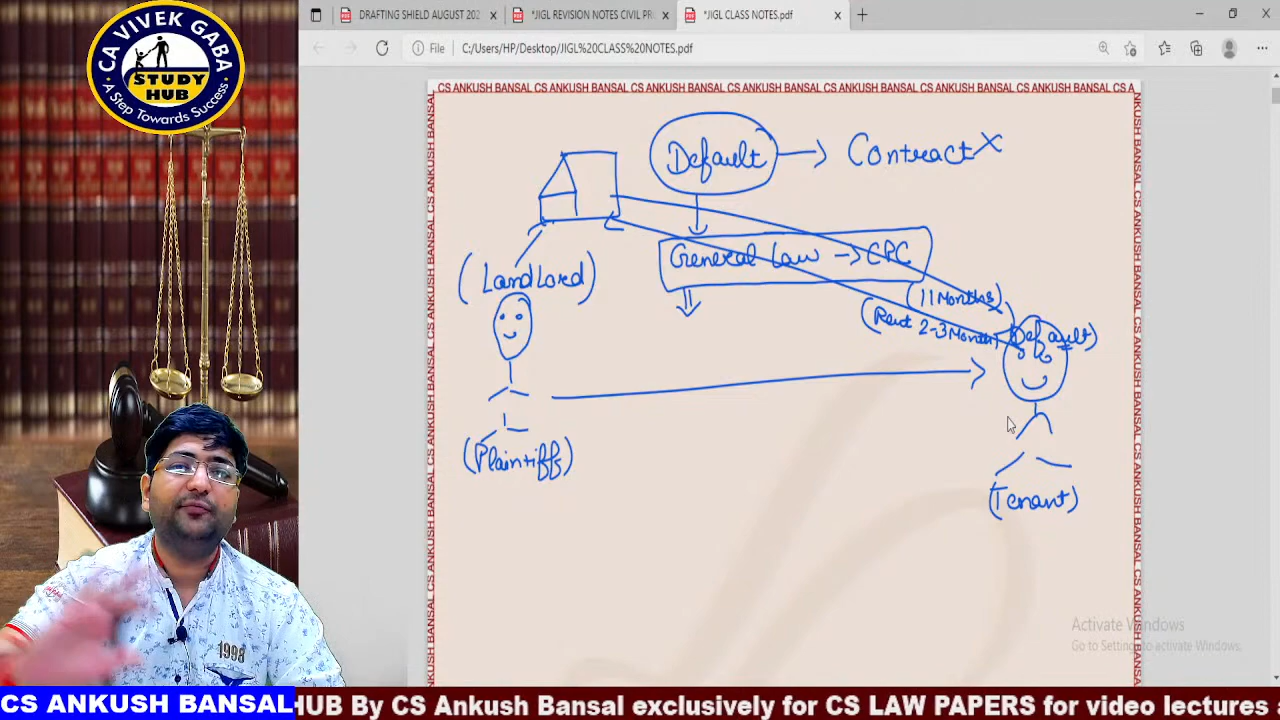 CA VIVEK GABA
STUDY
HUB
A Step Towards Success
DRAFTING SHIELD AUGUST 202
*JIGL REVISION NOTES CIVIL PR
*JIGL CLASS NOTES.pdf
File
C:/Users/HP/Desktop/JIGL%20CLASS%20NOTES.pdf
CS ANKUSH BANSAL CS ANKUSH BANSAL CS ANKUSH BANSAL CS ANKUSH BANSAL CS ANKUSH BANSAL CS ANKUSH BANSAL CS ANKUSH BANSAL CS A
Default → Contract X
General Law → CPC
(LandLord)
(11 Months)
(Rent 2-3 Month)
Default)
(Plaintiffs)
(Tenant)
1998
Activate Windows
Go to Settings to activate Windows.
CS ANKUSH BANSAL
HUB By CS Ankush Bansal exclusively for CS LAW PAPERS for video lectures a